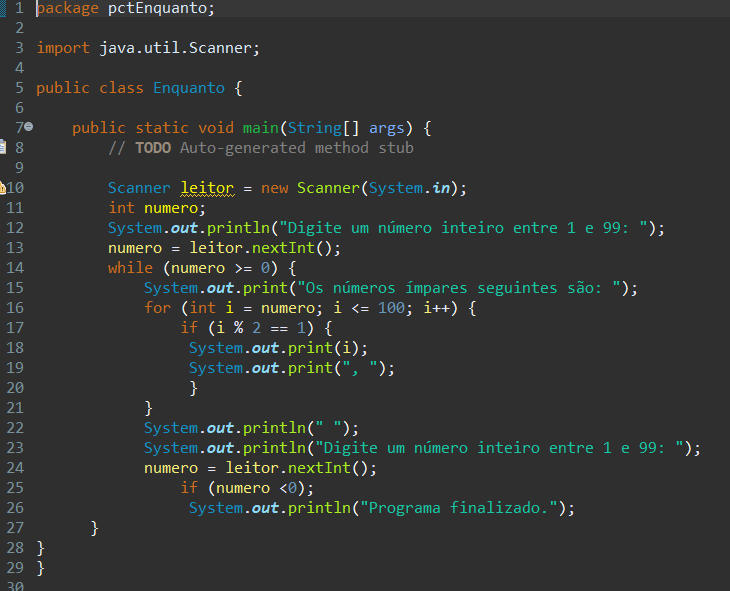 1 package pctEnquanto;
2
3 import java.util.Scanner;
4
5 public class Enquanto {
6
7 public static void main(String[] args) {
8 // TODO Auto-generated method stub
9
10 Scanner leitor = new Scanner(System.in);
11 int numero;
12 System.out.println("Digite um número inteiro entre 1 e 99: ");
13 numero = leitor.nextInt();
14 while (numero >= 0) {
15 System.out.print("Os números ímpares seguintes são: ");
16 for (int i = numero; i <= 100; i++) {
17 if (i % 2 == 1) {
18 System.out.print(i);
19 System.out.print(", ");
20 }
21 }
22 System.out.println(" ");
23 System.out.println("Digite um número inteiro entre 1 e 99: ");
24 numero = leitor.nextInt();
25 if (numero <0);
26 System.out.println("Programa finalizado.");
27 }
28 }
29 }
30